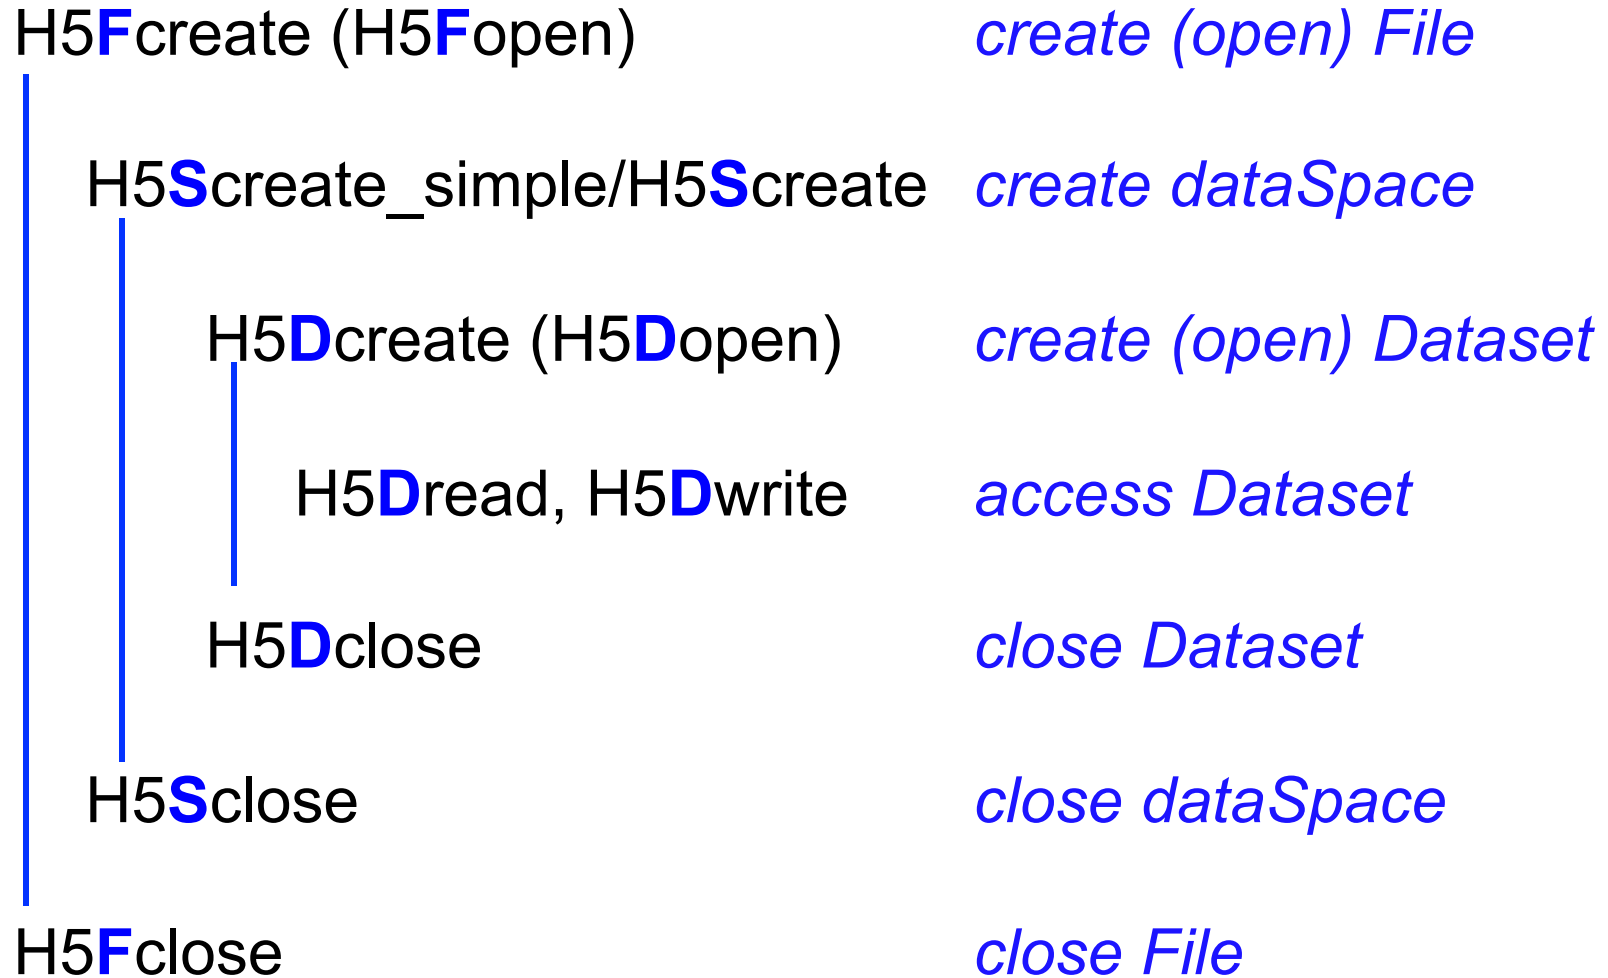 H5Fcreate (H5Fopen) create (open) File
H5Screate_simple/H5Screate create dataSpace
H5Dcreate (H5Dopen) create (open) Dataset
H5Dread, H5Dwrite access Dataset
H5Dclose close Dataset
H5Sclose close dataSpace
H5Fclose close File